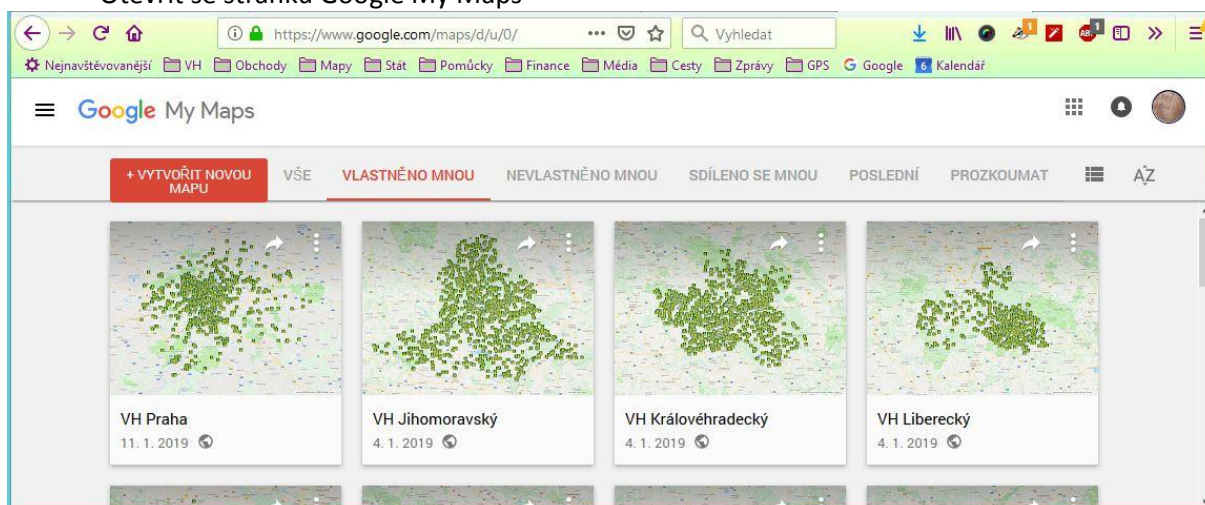 Otevřít se stránka Google My Maps
https://www.google.com/maps/d/u/0/
Vyhledat
Nejnavštěvovanější VH Obchody Mapy Stát Pomůcky Finance Média Cesty Zprávy GPS G Google 6 Kalendář
Google My Maps
+ VYTVOŘIT NOVOU
MAPU
VŠE VLASTNĚNO MNOU NEVLASTNĚNO MNOU SDÍLENO SE MNOU POSLEDNÍ PROZKOUMAT AZ
VH Praha
11. 1. 2019
VH Jihomoravský
4. 1. 2019
VH Královéhradecký
4. 1. 2019
VH Liberecký
4. 1. 2019